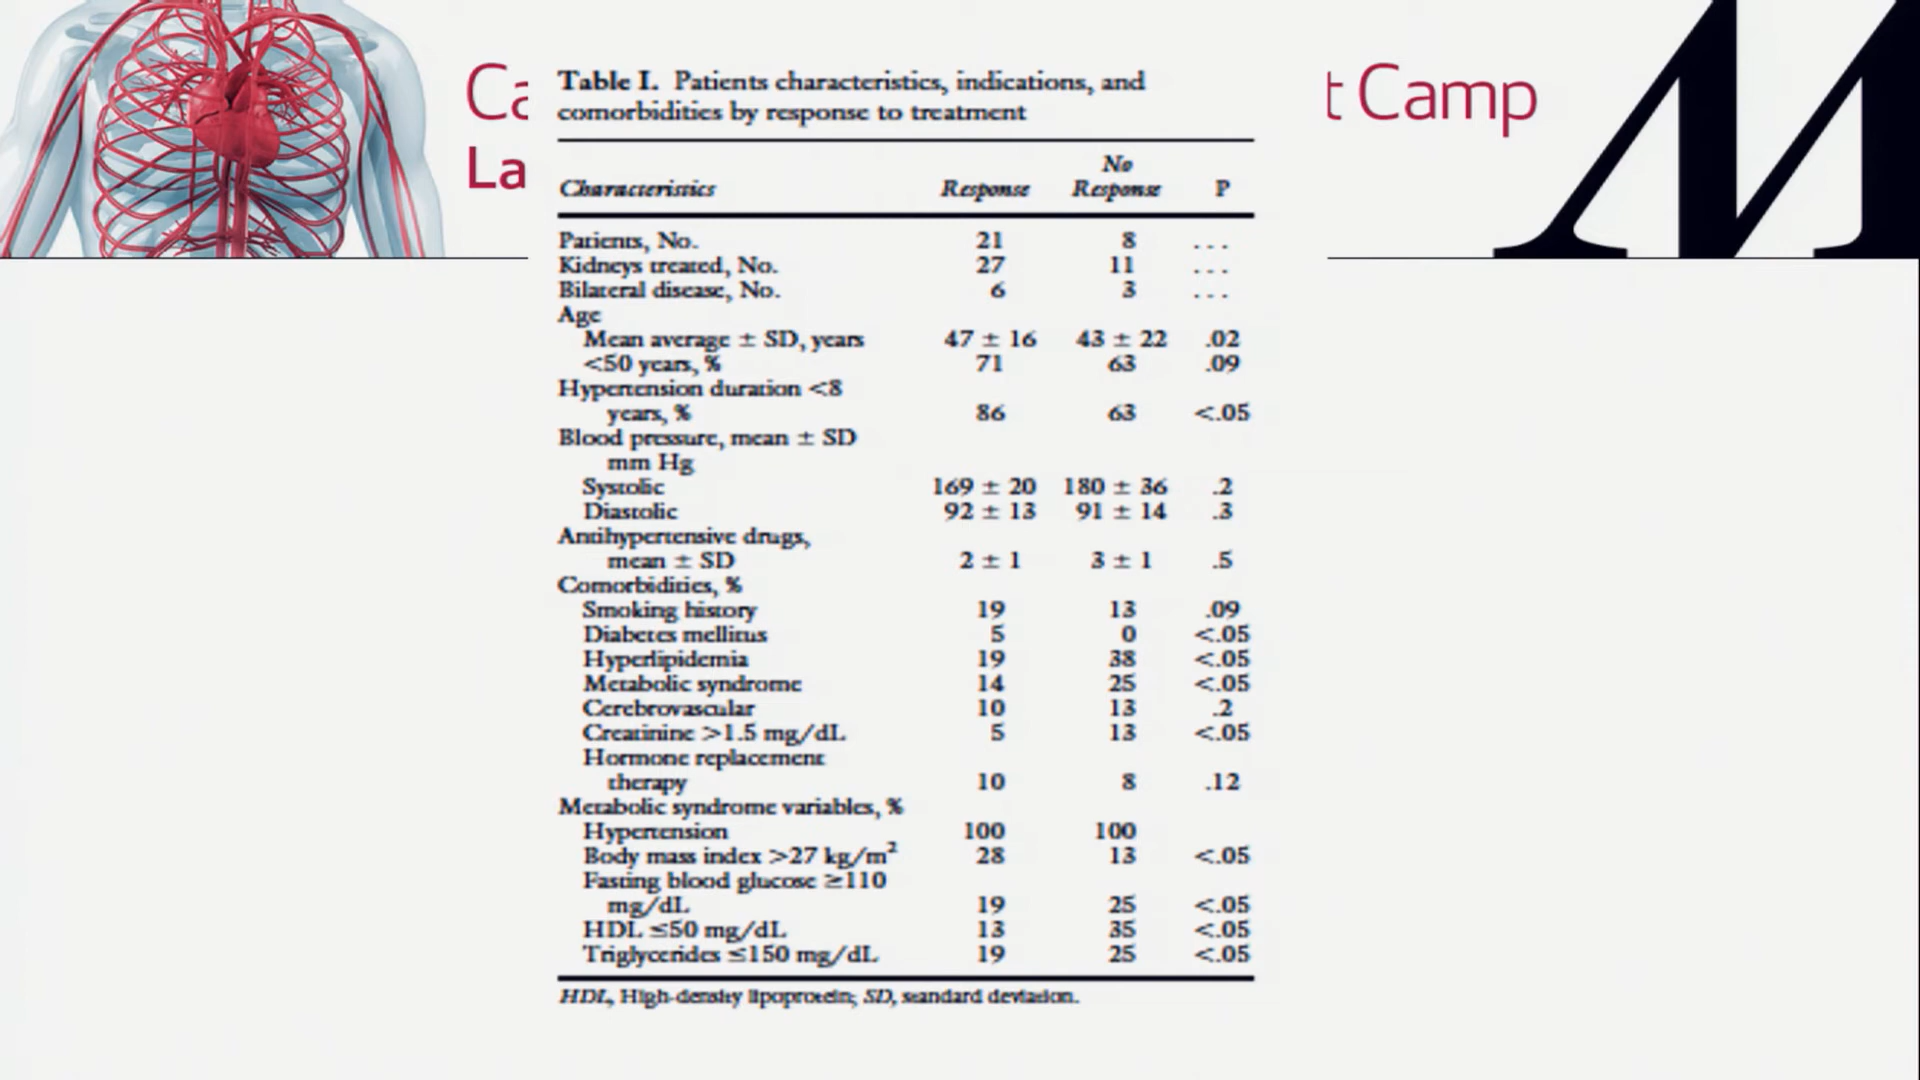 Ca
t Camp
La
Table I. Patients characteristics, indications, and
comorbidities by response to treatment
No
Characteristics Response Response P
Patients, No. 21 8 ...
Kidneys treated, No. 27 11 ...
Bilateral disease, No. 6 3 ...
Age
Mean average ± SD, years 47 ± 16 43 ± 22 .02
<50 years, % 71 63 .09
Hypertension duration <8
years, % 86 63 <.05
Blood pressure, mean ± SD
mm Hg
Systolic 169 ± 20 180 ± 36 .2
Diastolic 92 ± 13 91 ± 14 .3
Antihypertensive drugs,
mean ± SD 2 ± 1 3 ± 1 .5
Comorbidities, %
Smoking history 19 13 .09
Diabetes mellitus 5 0 <.05
Hyperlipidemia 19 38 <.05
Metabolic syndrome 14 25 <.05
Cerebrovascular 10 13 .2
Creatinine >1.5 mg/dL 5 13 <.05
Hormone replacement
therapy 10 8 .12
Metabolic syndrome variables, %
Hypertension 100 100
Body mass index >27 kg/m² 28 13 <.05
Fasting blood glucose ≥110
mg/dL 19 25 <.05
HDL ≤50 mg/dL 13 35 <.05
Triglycerides ≤150 mg/dL 19 25 <.05
HDL, High-density lipoprotein; SD, standard deviation.
M